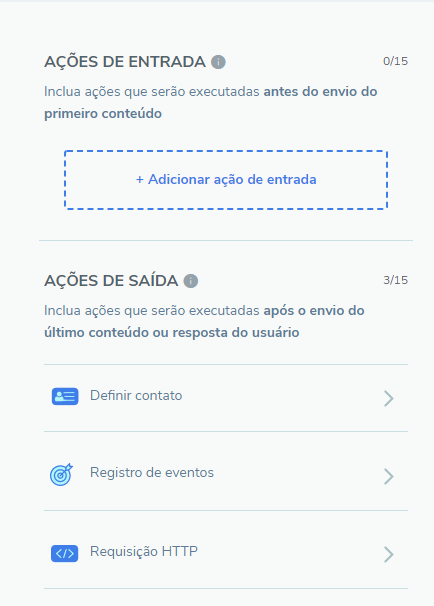 AÇÕES DE ENTRADA 0/15
Inclua ações que serão executadas antes do envio do
primeiro conteúdo
+ Adicionar ação de entrada
AÇÕES DE SAÍDA 3/15
Inclua ações que serão executadas após o envio do
último conteúdo ou resposta do usuário
Definir contato
Registro de eventos
Requisição HTTP